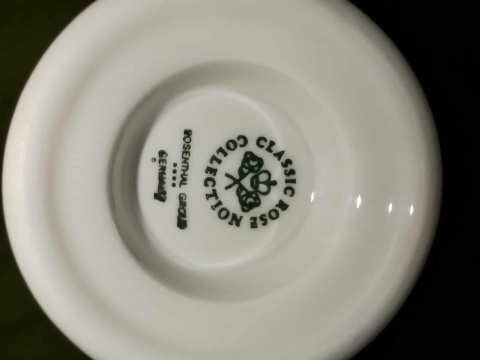 CLASSIC ROSE COLLECTION
ROSENTHAL GROUP
GERMANY